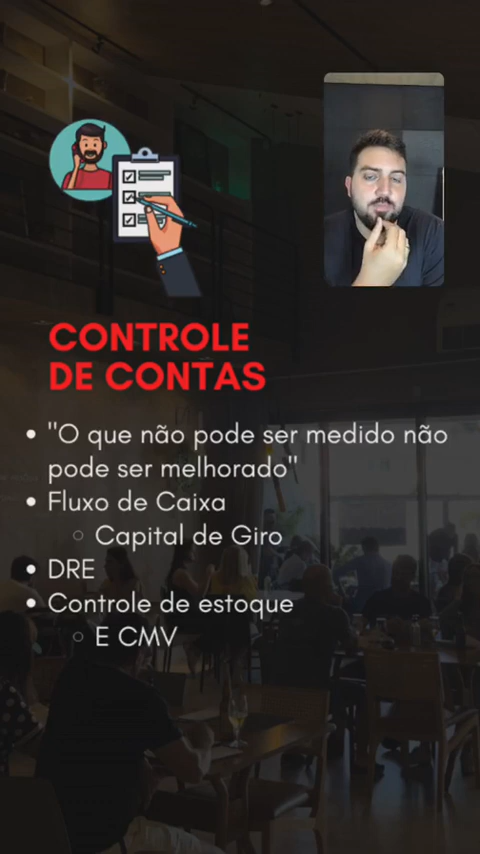 CONTROLE
DE CONTAS
• "O que não pode ser medido não
pode ser melhorado"
• Fluxo de Caixa
○ Capital de Giro
• DRE
• Controle de estoque
○ E CMV